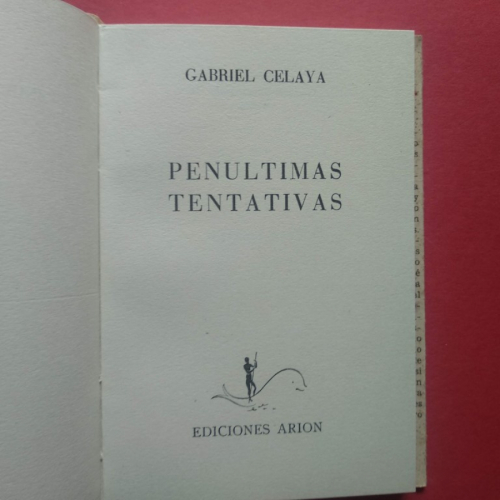 GABRIEL CELAYA
PENULTIMAS
TENTATIVAS
EDICIONES ARION